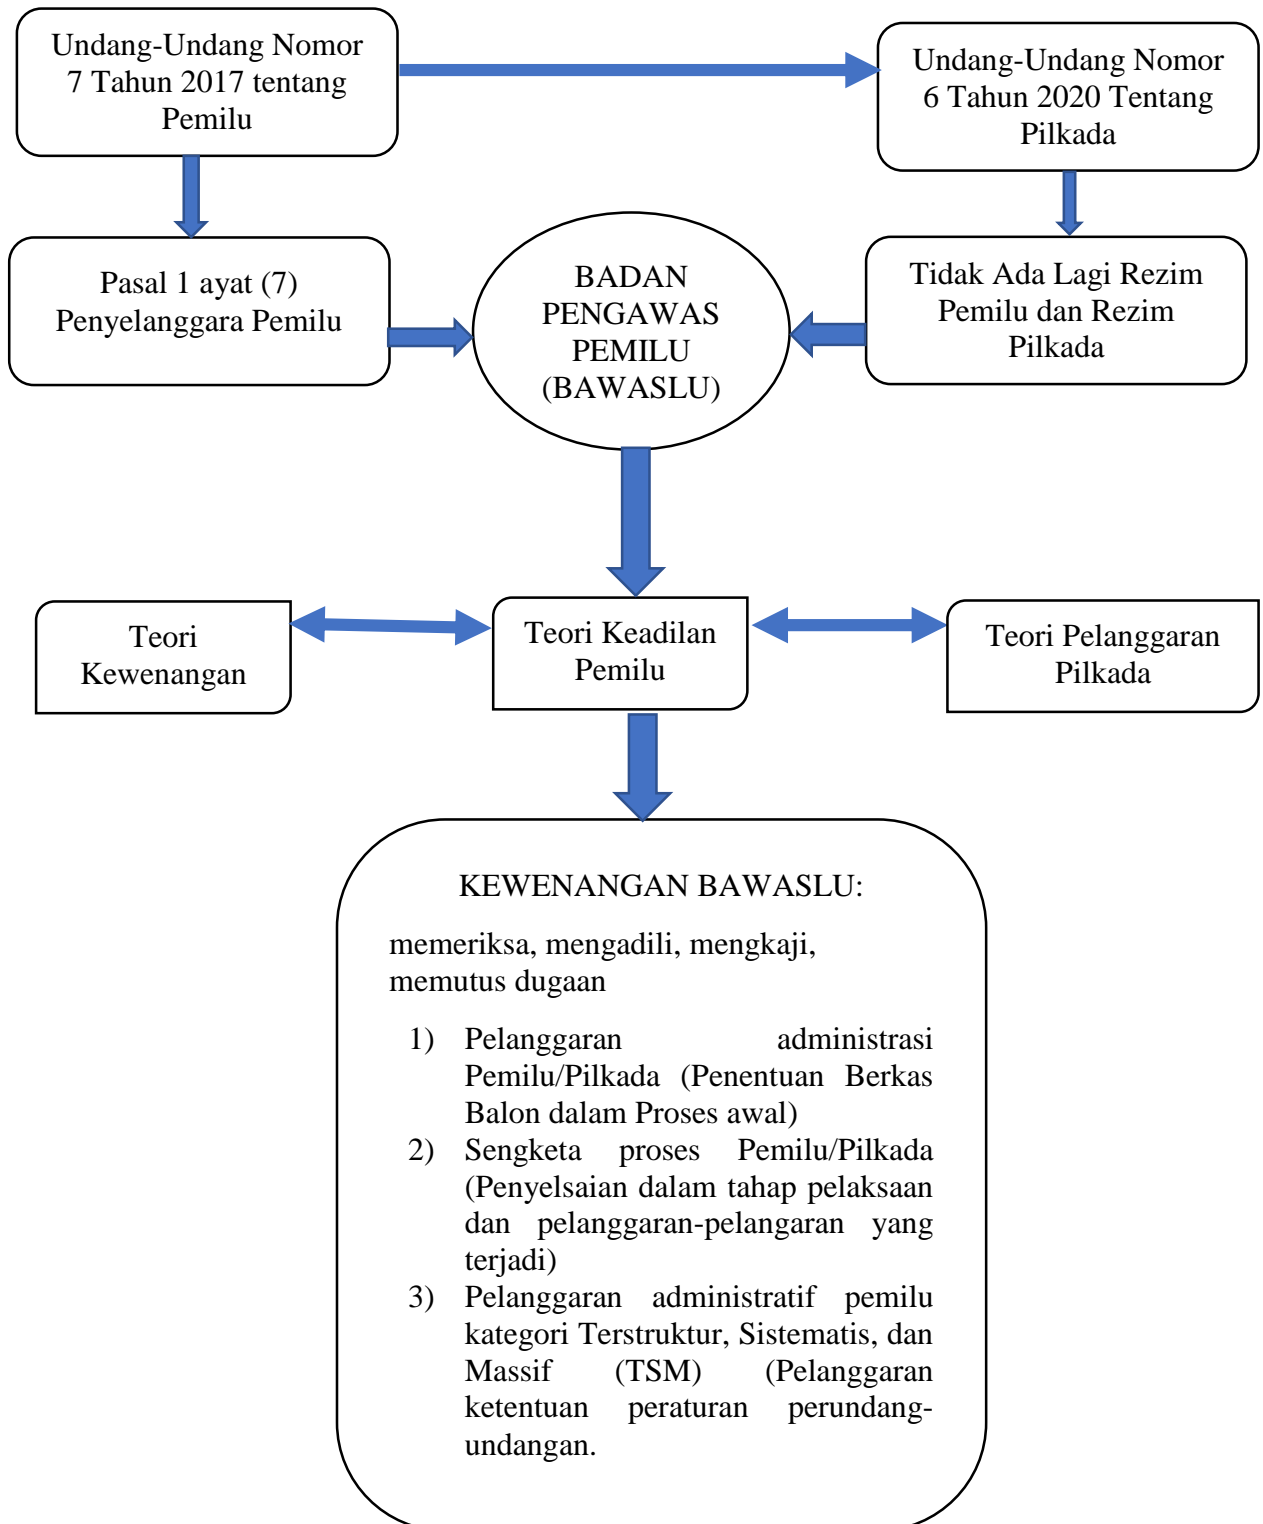 Undang-Undang Nomor
7 Tahun 2017 tentang
Pemilu
Undang-Undang Nomor
6 Tahun 2020 Tentang
Pilkada
Pasal 1 ayat (7)
Penyelanggara Pemilu
BADAN
PENGAWAS
PEMILU
(BAWASLU)
Tidak Ada Lagi Rezim
Pemilu dan Rezim
Pilkada
Teori
Kewenangan
Teori Keadilan
Pemilu
Teori Pelanggaran
Pilkada
KEWENANGAN BAWASLU:
memeriksa, mengadili, mengkaji,
memutus dugaan
1) Pelanggaran administrasi
Pemilu/Pilkada (Penentuan Berkas
Balon dalam Proses awal)
2) Sengketa proses Pemilu/Pilkada
(Penyelsaian dalam tahap pelaksaan
dan pelanggaran-pelangaran yang
terjadi)
3) Pelanggaran administratif pemilu
kategori Terstruktur, Sistematis, dan
Massif (TSM) (Pelanggaran
ketentuan peraturan perundang-
undangan.